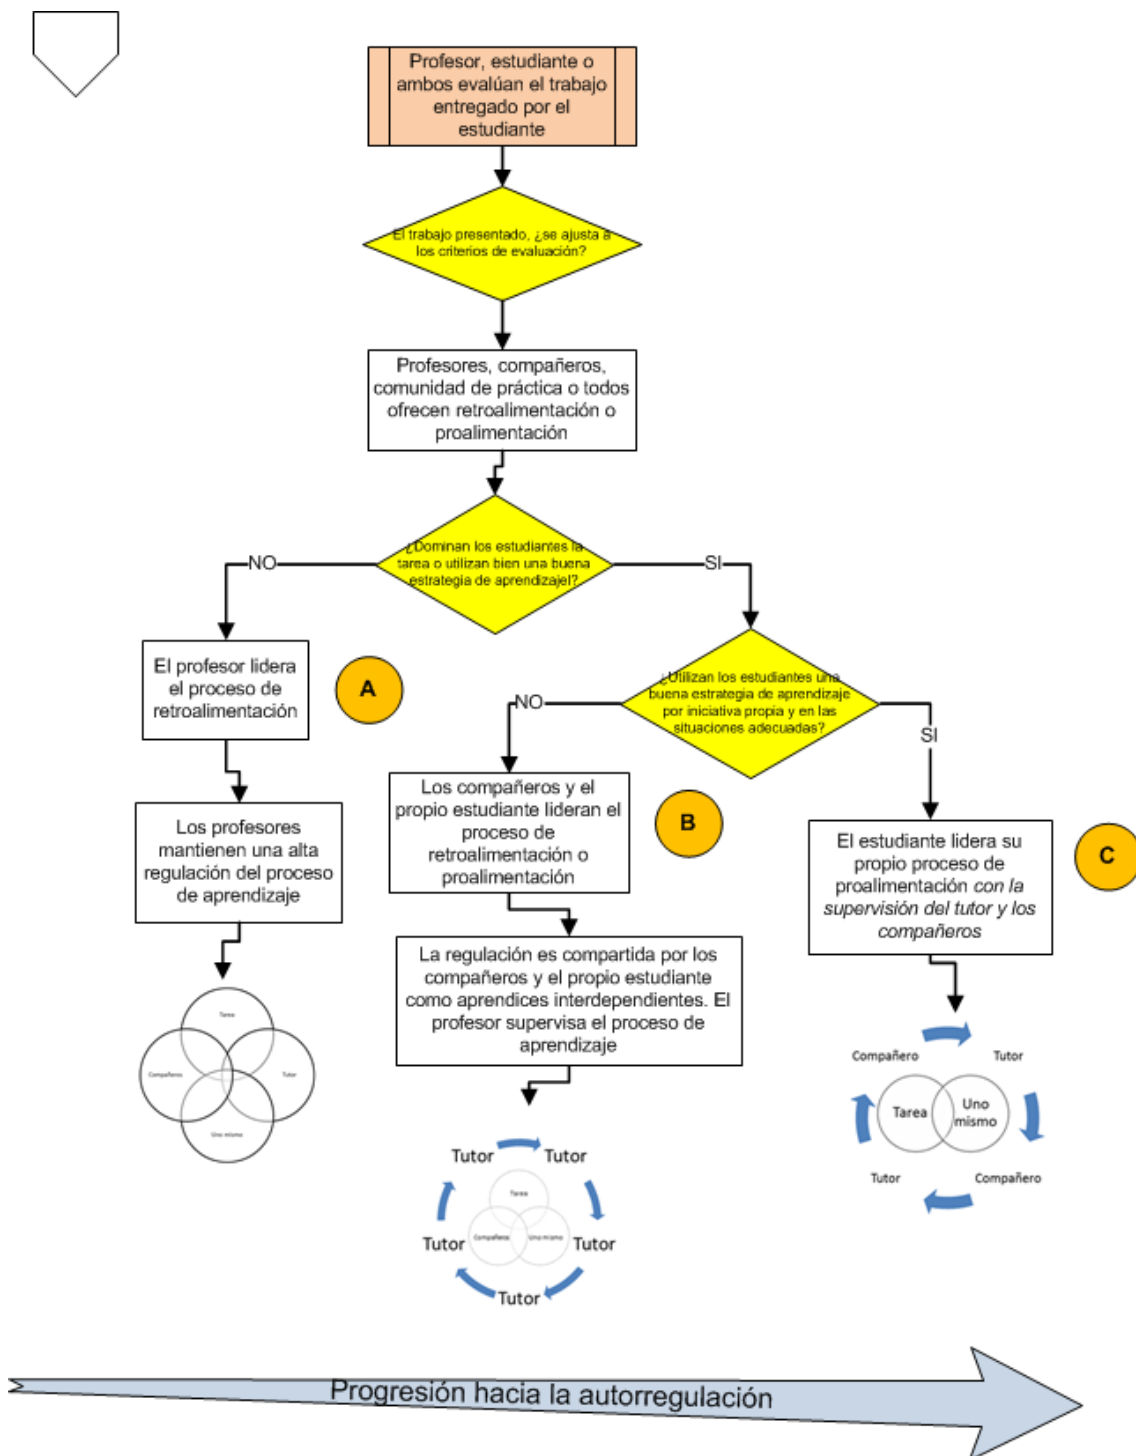 Profesor, estudiante o
ambos evalúan el trabajo
entregado por el
estudiante
El trabajo presentado, ¿se ajusta a
los criterios de evaluación?
Profesores, compañeros,
comunidad de práctica o todos
ofrecen retroalimentación o
proalimentación
¿Dominan los estudiantes la
tarea o utilizan bien una buena
estrategia de aprendizajel?
NO
SI
El profesor lidera
el proceso de
retroalimentación
A
¿Utilizan los estudiantes una
buena estrategia de aprendizaje
por iniciativa propia y en las
situaciones adecuadas?
NO
SI
Los profesores
mantienen una alta
regulación del proceso
de aprendizaje
Los compañeros y el
propio estudiante lideran el
proceso de
retroalimentación o
proalimentación
B
El estudiante lidera su
propio proceso de
proalimentación con la
supervisión del tutor y los
compañeros
C
La regulación es compartida por los
compañeros y el propio estudiante
como aprendices interdependientes. El
profesor supervisa el proceso de
aprendizaje
Tarea
Compañeros
Tutor
Uno mismo
Tutor
Tutor
Tarea
Compañeros
Uno mismo
Tutor
Tutor
Tutor
Compañero
Tutor
Tarea
Uno
mismo
Tutor
Compañero
Progresión hacia la autorregulación